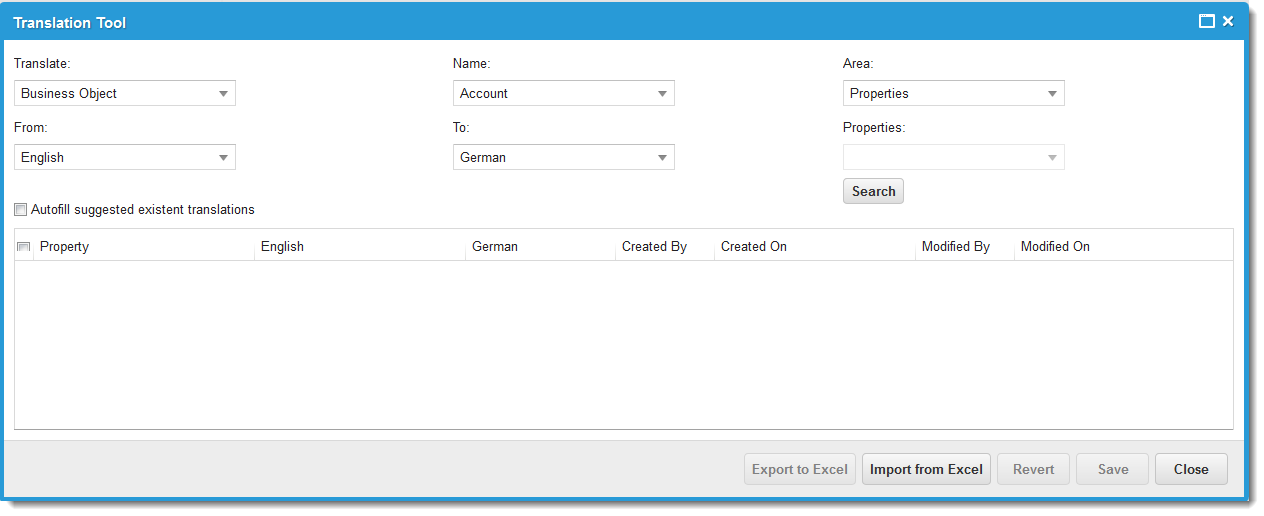 Translation Tool
Translate: Name: Area:
Business Object Account Properties
From: To: Properties:
English German
Search
Autofill suggested existent translations
Property English German Created By Created On Modified By Modified On
Export to Excel Import from Excel Revert Save Close